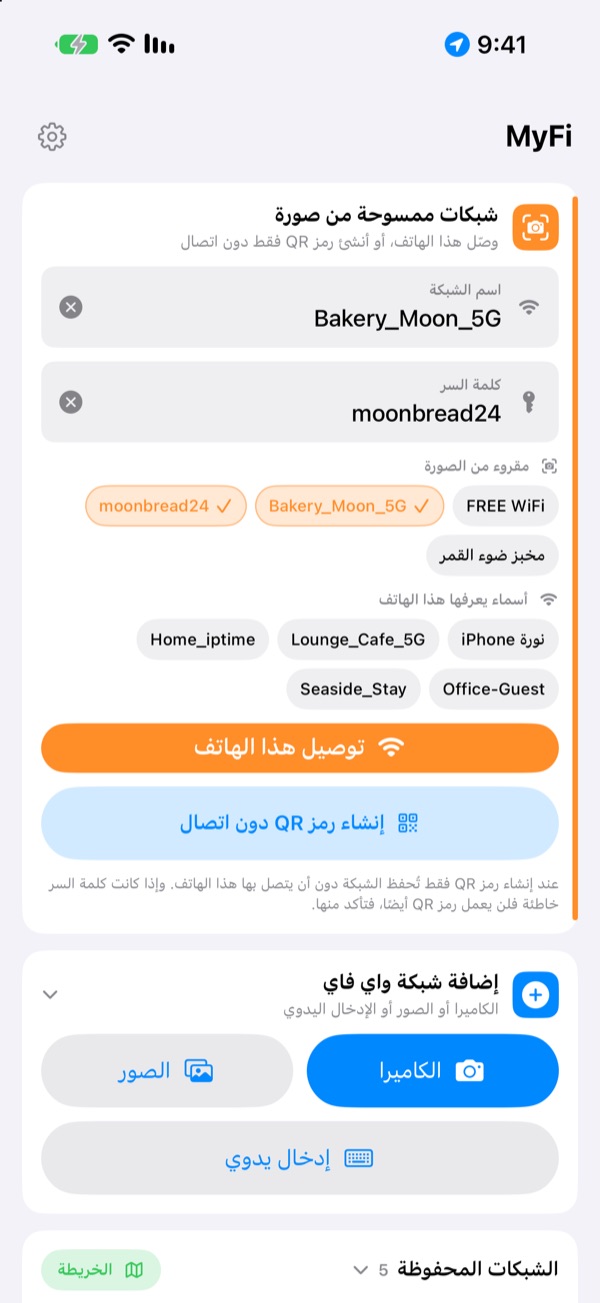 9:41
MyFi
شبكات ممسوحة من صورة
وصّل هذا الهاتف، أو أنشئ رمز QR فقط دون اتصال
اسم الشبكة
Bakery_Moon_5G
كلمة السر
moonbread24
مقروء من الصورة
FREE WiFi
Bakery_Moon_5G
moonbread24
مخبز ضوء القمر
أسماء يعرفها هذا الهاتف
iPhone نورة
Lounge_Cafe_5G
Home_iptime
Office-Guest
Seaside_Stay
توصيل هذا الهاتف
إنشاء رمز QR دون اتصال
عند إنشاء رمز QR فقط تُحفظ الشبكة دون أن يتصل بها هذا الهاتف. وإذا كانت كلمة السر
خاطئة فلن يعمل رمز QR أيضًا، فتأكد منها.
إضافة شبكة واي فاي
الكاميرا أو الصور أو الإدخال اليدوي
الكاميرا
الصور
إدخال يدوي
الشبكات المحفوظة 5
الخريطة